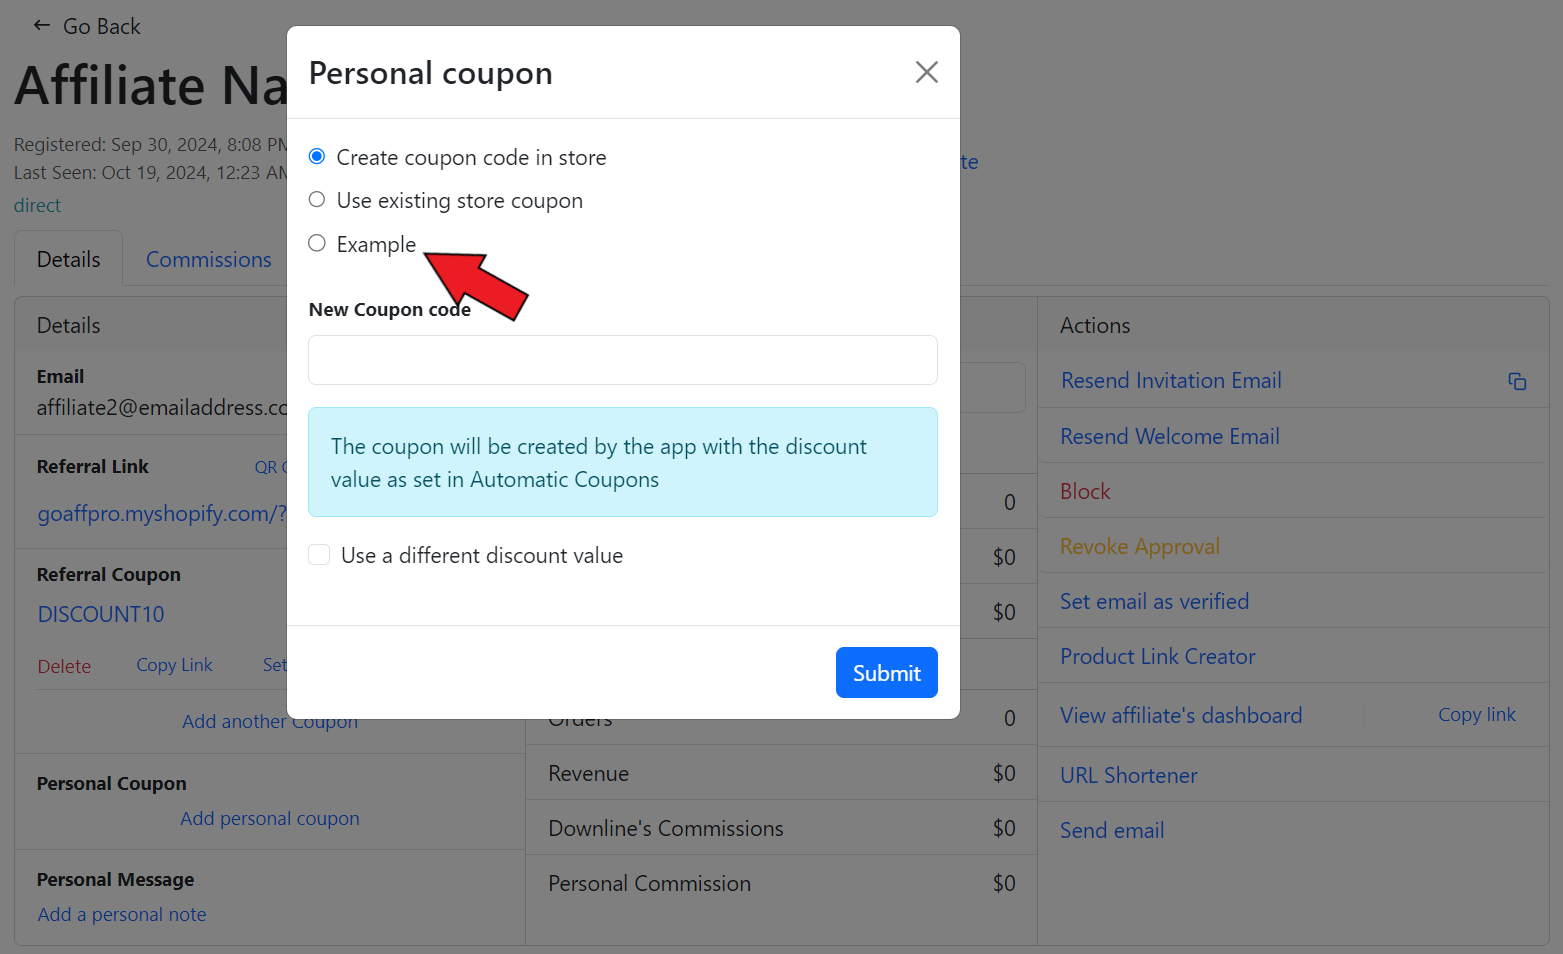 Go Back
Affiliate Na
Registered: Sep 30, 2024, 8:08 PM
Last Seen: Oct 19, 2024, 12:23 AM
direct
te
Details
Commissions
Personal coupon
Create coupon code in store
Use existing store coupon
Example
New Coupon code
The coupon will be created by the app with the discount
value as set in Automatic Coupons
Use a different discount value
Submit
Details
Email
affiliate2@emailaddress.co
Referral Link
QR
goaffpro.myshopify.com/?
Referral Coupon
DISCOUNT10
Delete
Copy Link
Set
Add another Coupon
Personal Coupon
Add personal coupon
Personal Message
Add a personal note
0
$0
$0
Orders 0
Revenue $0
Downline's Commissions $0
Personal Commission $0
Actions
Resend Invitation Email
Resend Welcome Email
Block
Revoke Approval
Set email as verified
Product Link Creator
View affiliate's dashboard Copy link
URL Shortener
Send email